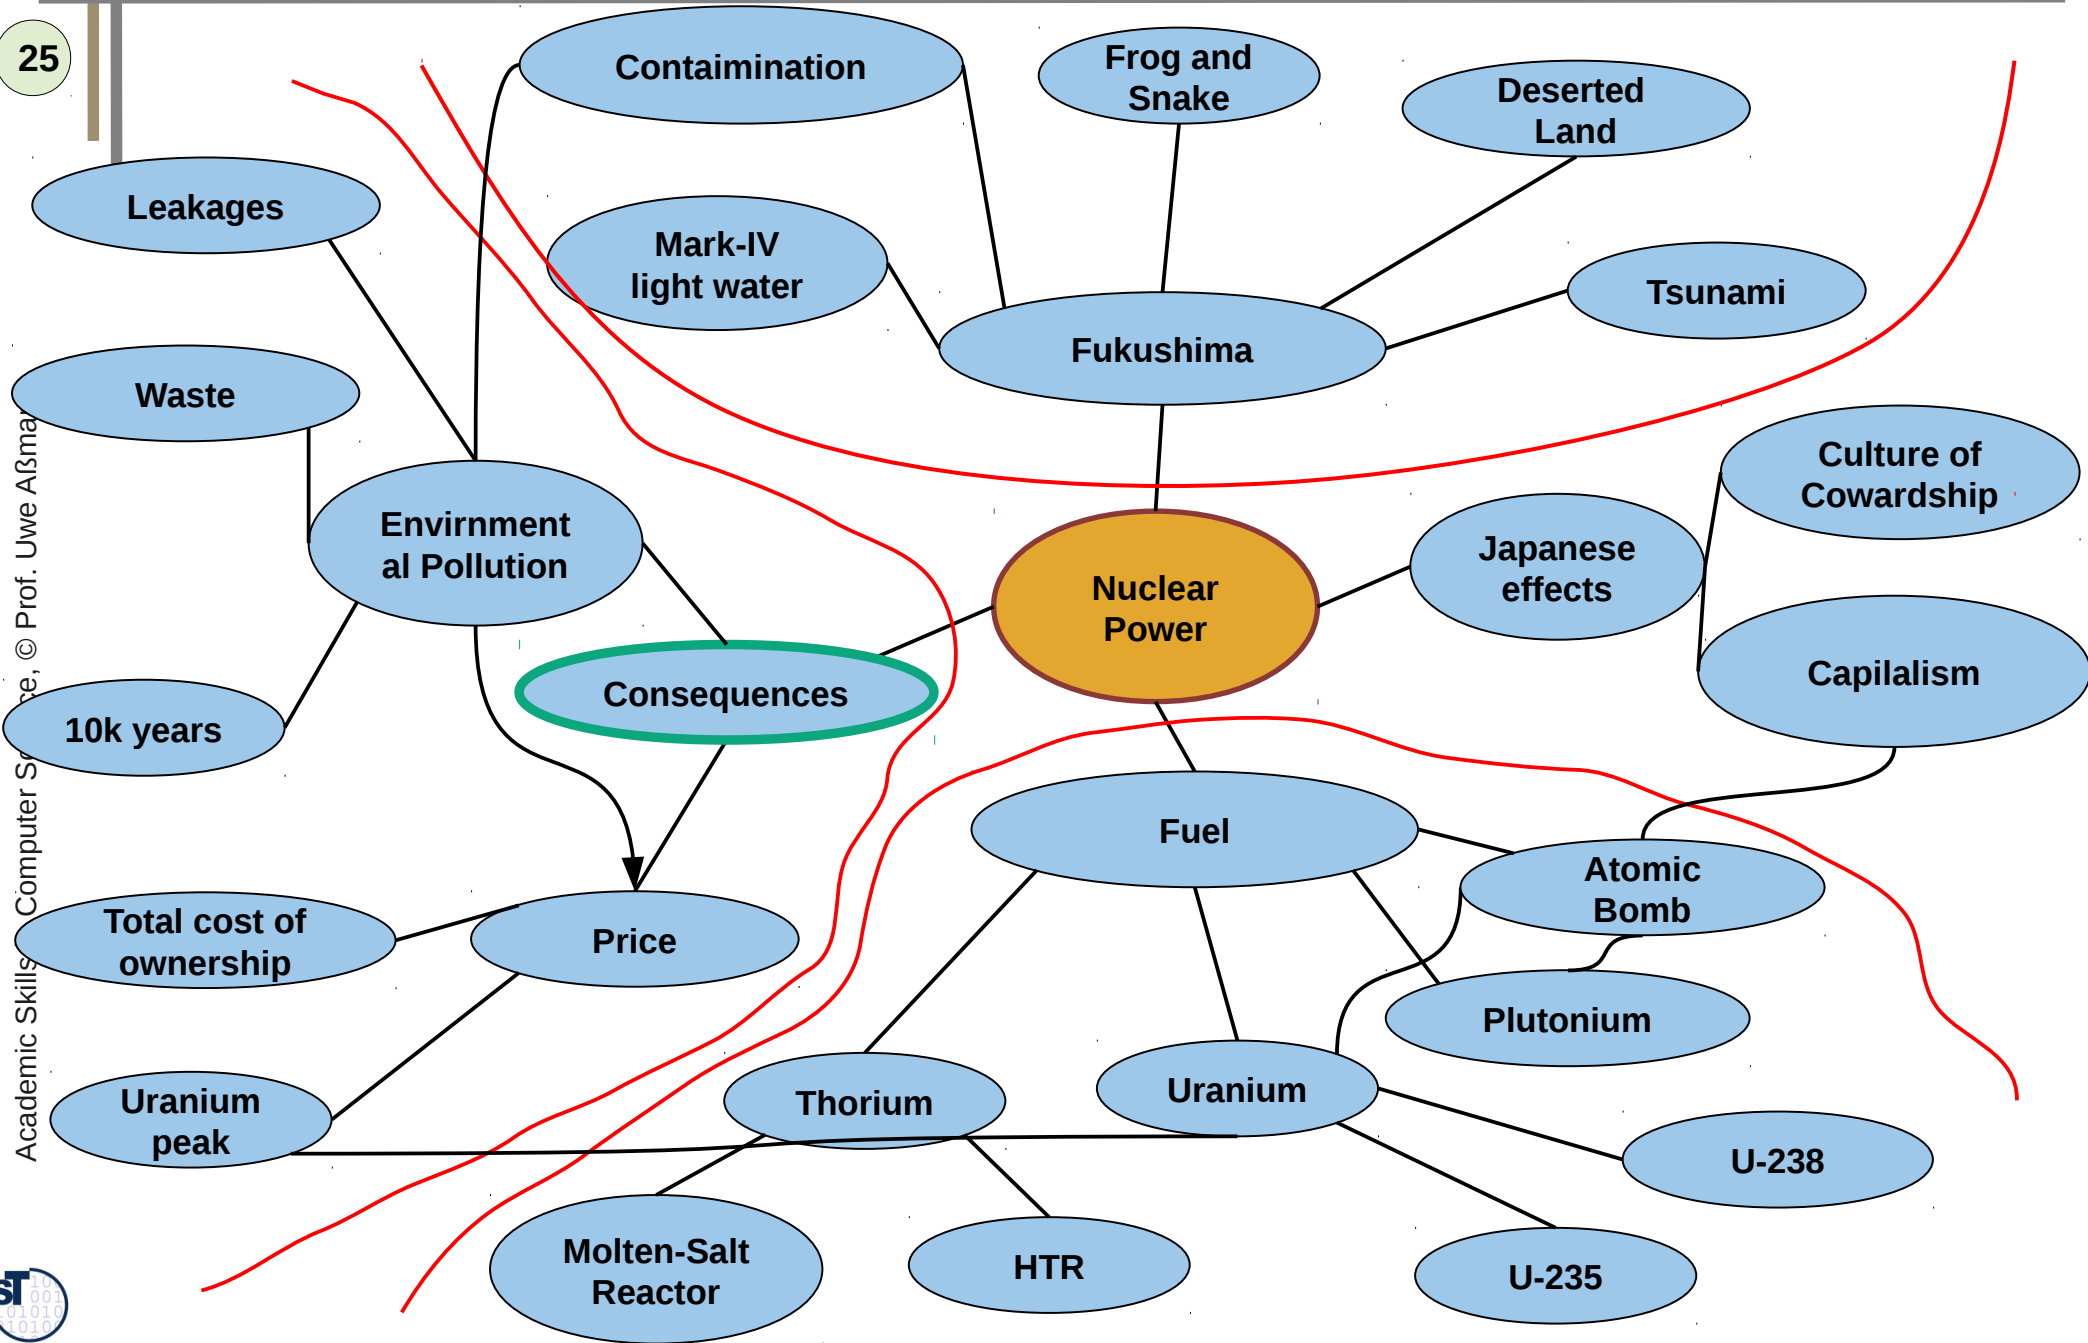 25
Contaimination
Frog and
Snake
Deserted
Land
Leakages
Mark-IV
light water
Tsunami
Fukushima
Waste
Culture of
Cowardship
Envirnment
al Pollution
Japanese
effects
Nuclear
Power
Capilalism
Consequences
10k years
Fuel
Atomic
Bomb
Total cost of
ownership
Price
Plutonium
Uranium
peak
Thorium
Uranium
U-238
Molten-Salt
Reactor
HTR
U-235
Academic Skills Computer , © Prof. Uwe
sT